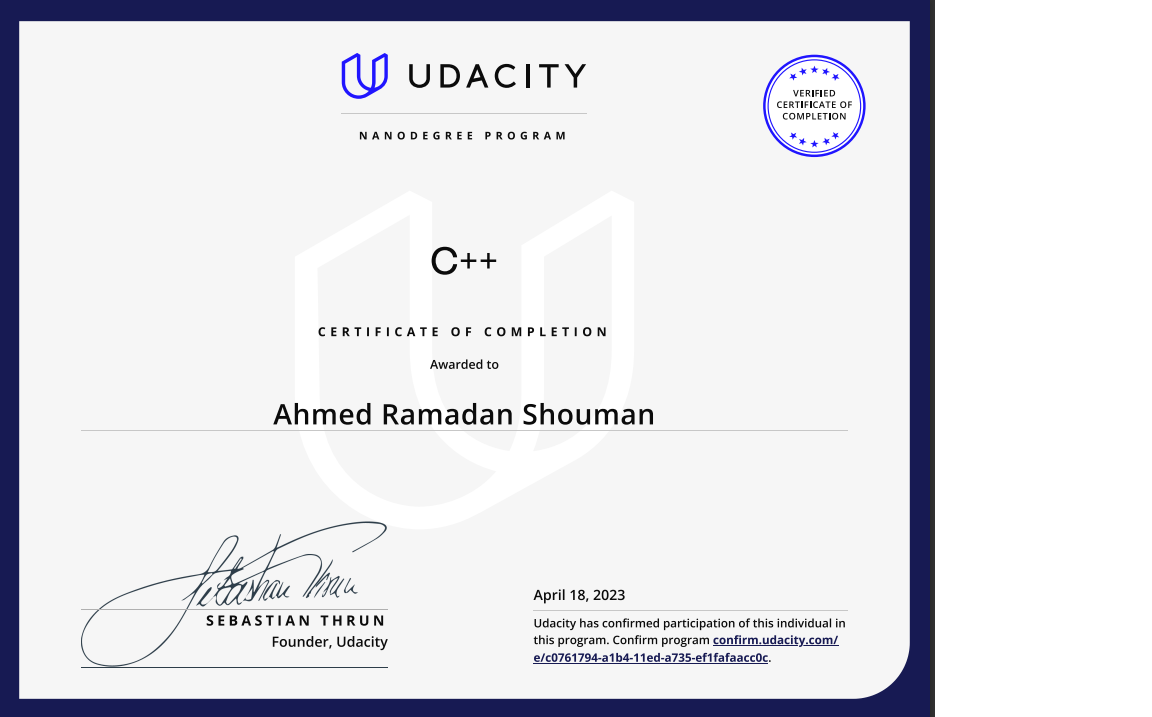 UDACITY
NANODEGREE PROGRAM
VERIFIED
CERTIFICATE OF
COMPLETION
C++
CERTIFICATE OF COMPLETION
Awarded to
Ahmed Ramadan Shouman
Sebastian Thrun
SEBASTIAN THRUN
Founder, Udacity
April 18, 2023
Udacity has confirmed participation of this individual in
this program. Confirm program confirm.udacity.com/
e/c0761794-a1b4-11ed-a735-ef1fafaacc0c.